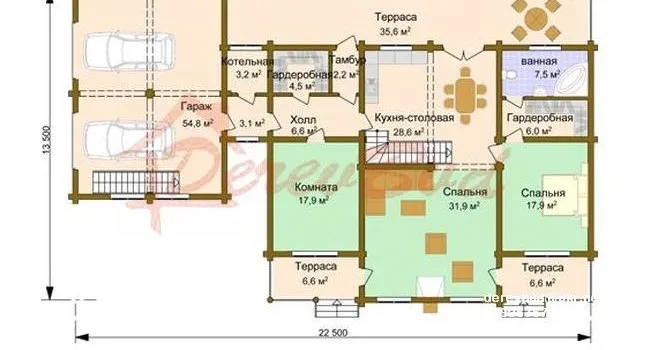 Терраса
35,6 м²
Котельная
3,2 м²
Гардеробная
4,5 м²
Тамбур
2,2 м²
ванная
7,5 м²
Гараж
54,8 м²
3,1 м²
Холл
6,6 м²
Кухня-столовая
28,6 м²
Гардеробная
6,0 м²
13 500
Комната
17,9 м²
Спальня
31,9 м²
Спальня
17,9 м²
Терраса
6,6 м²
Терраса
6,6 м²
22 500